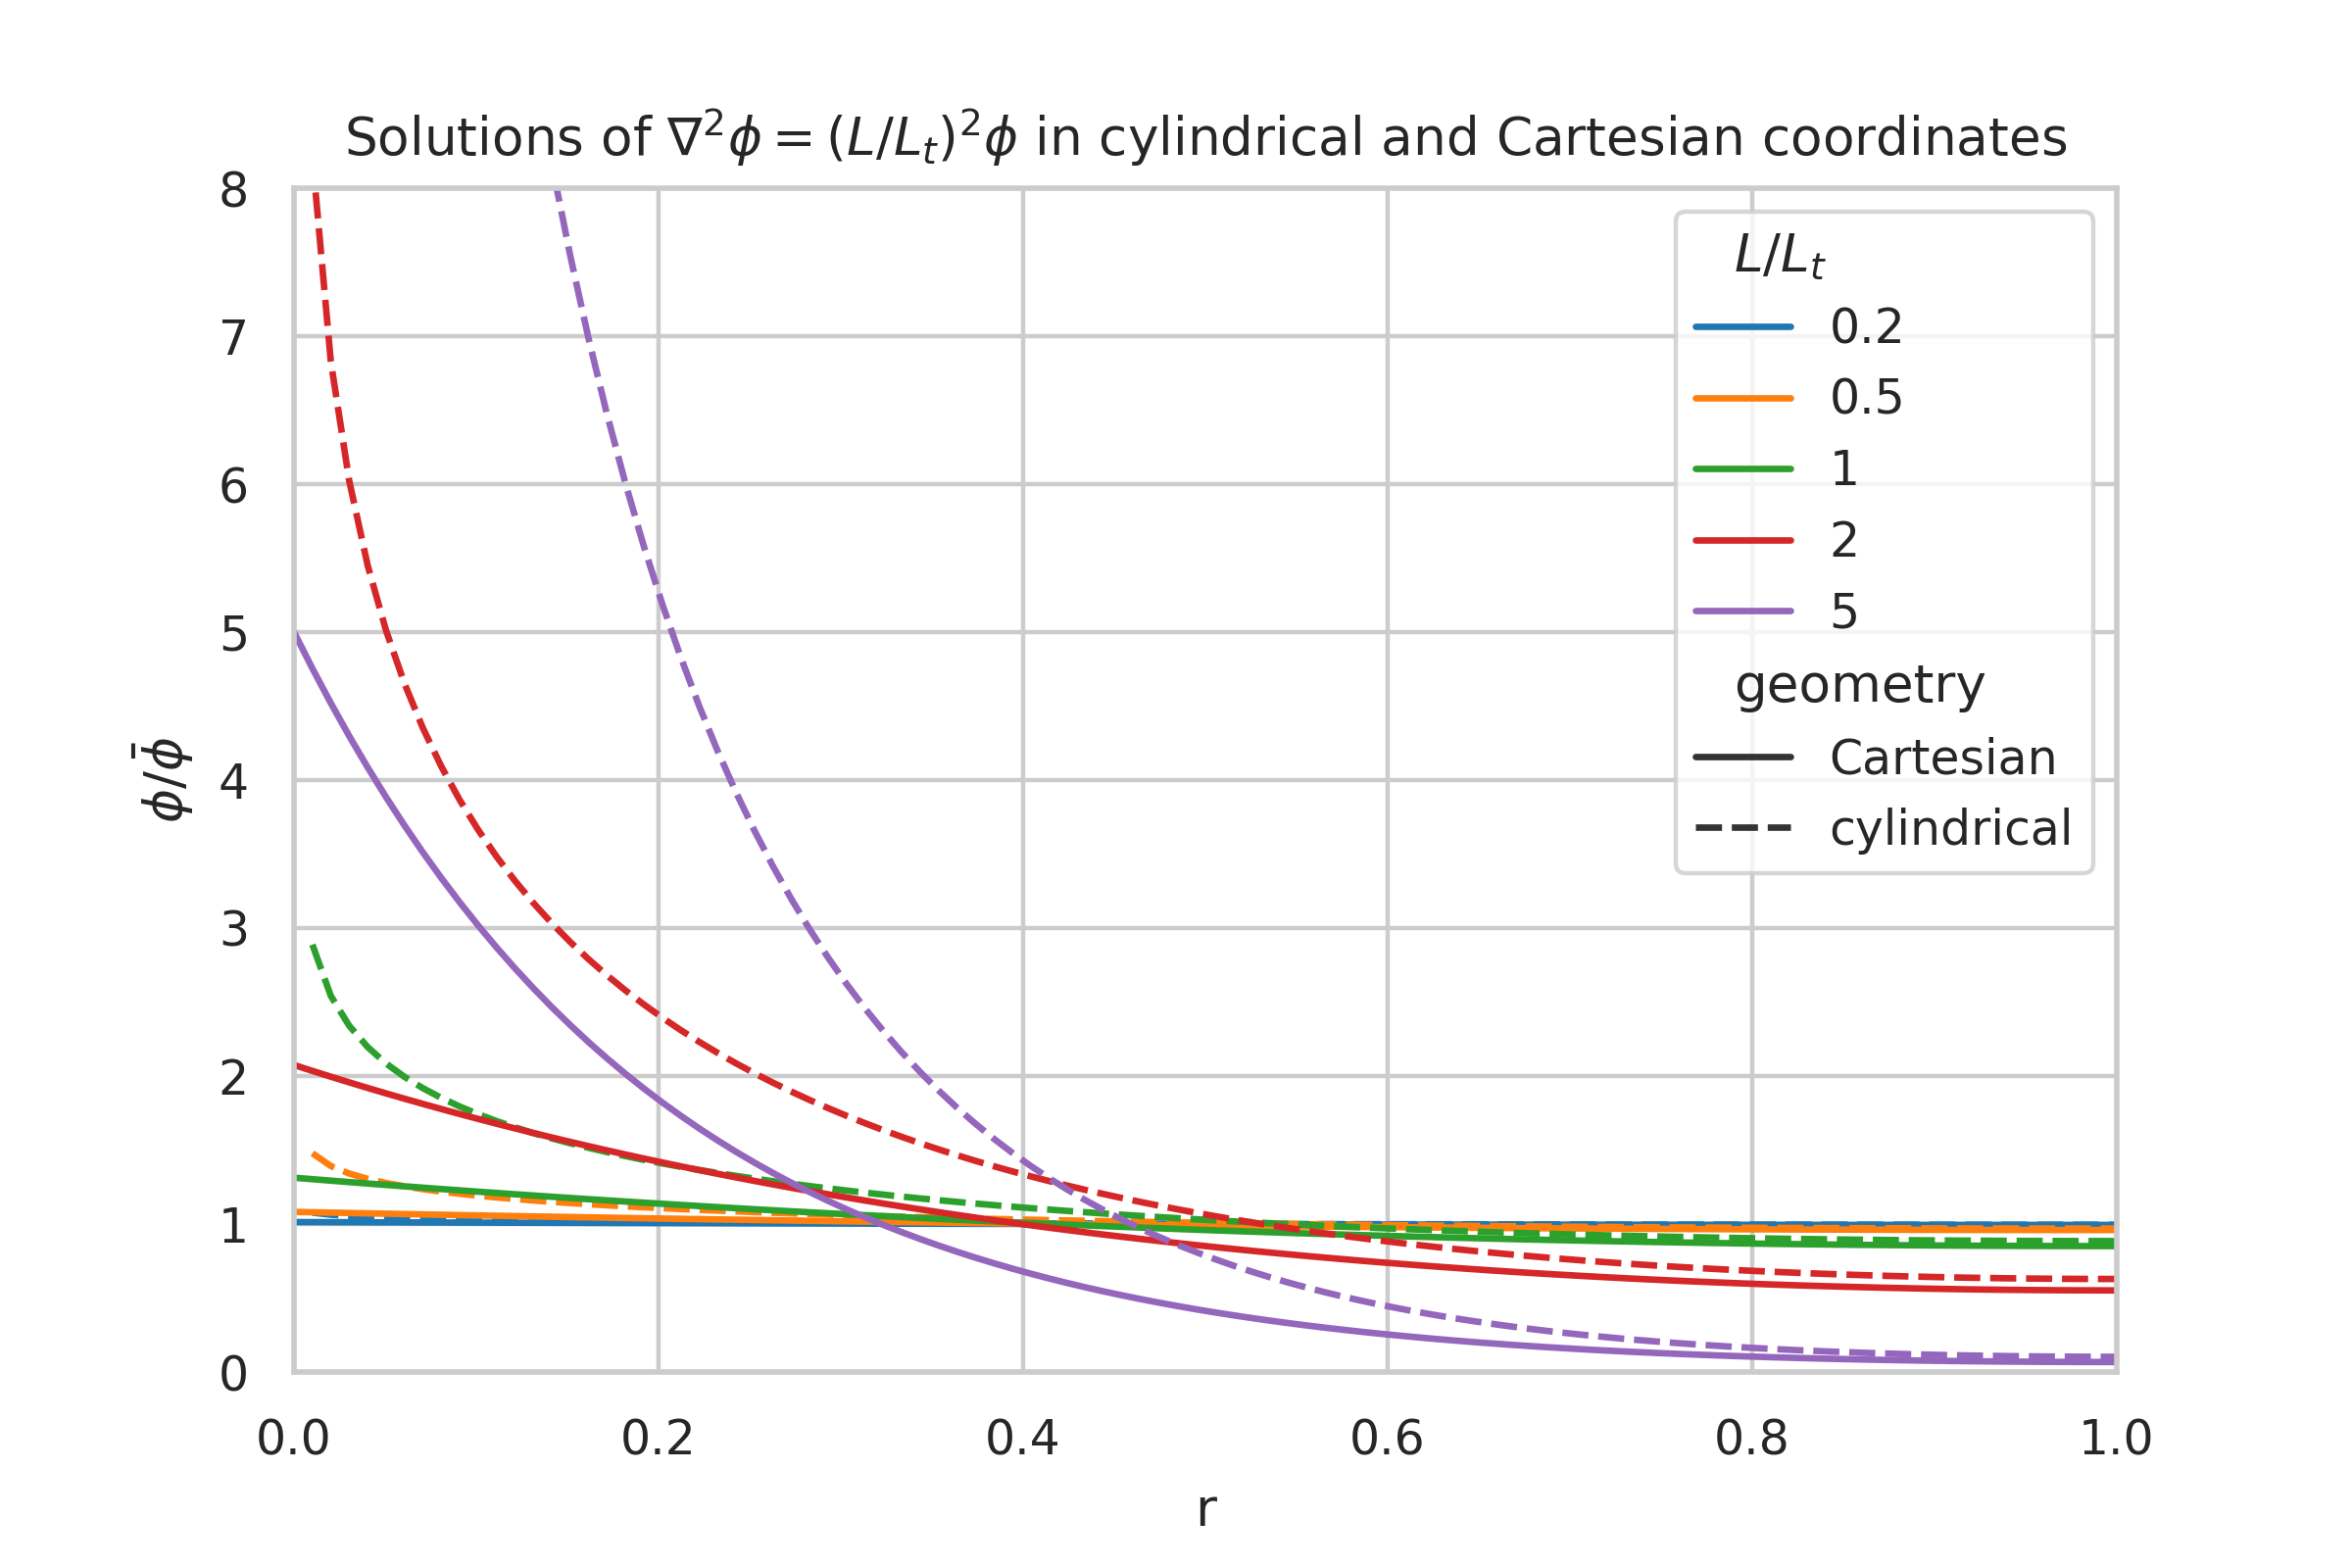 Solutions of ∇²ϕ = (L/Lₜ)²ϕ in cylindrical and Cartesian coordinates
8
7
6
5
4
3
2
1
0
ϕ/ϕ̄
L/Lₜ
0.2
0.5
1
2
5
geometry
Cartesian
cylindrical
0.0 0.2 0.4 0.6 0.8 1.0
r